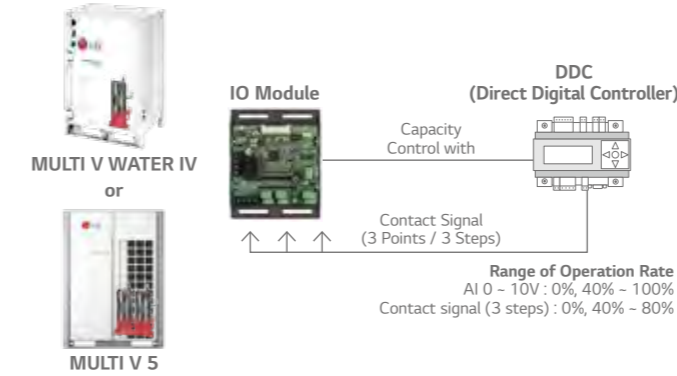 MULTI V WATER IV
or
MULTI V 5
IO Module
DDC
(Direct Digital Controller)
Capacity
Control with
Contact Signal
(3 Points / 3 Steps)
Range of Operation Rate
AI 0 ~ 10V : 0%, 40% ~ 100%
Contact signal (3 steps) : 0%, 40% ~ 80%